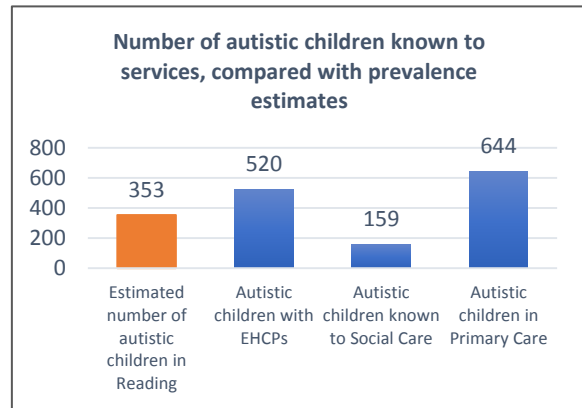 Number of autistic children known to
services, compared with prevalence
estimates
800
600
400
200
0
353
520
159
644
Estimated
number of
autistic
children in
Reading
Autistic
children with
EHCPs
Autistic
children known
to Social Care
Autistic
children in
Primary Care